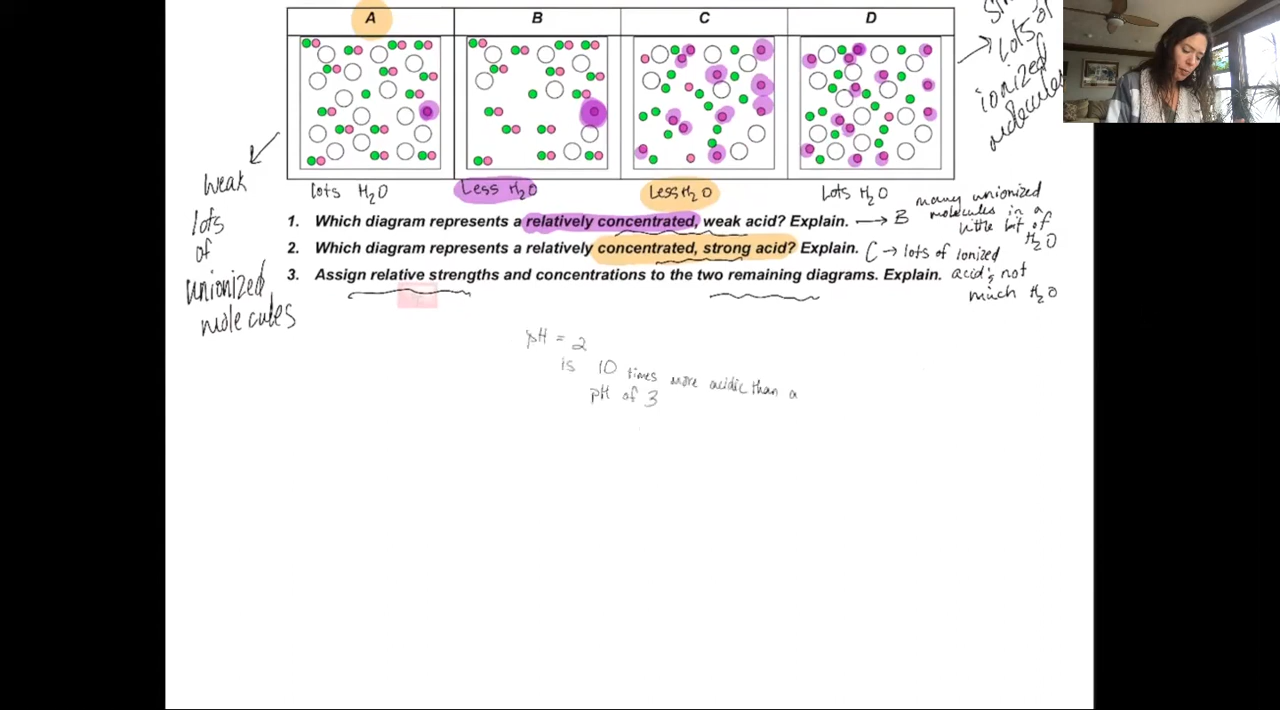 A B C D
lots of
ionized
molecules
weak
lots
of
unionized
molecules
lots H₂O
Less H₂O
Less H₂O
Lots H₂O
1. Which diagram represents a relatively concentrated, weak acid? Explain.
→ B many unionized
molecules in a
little bit of
H₂O
2. Which diagram represents a relatively concentrated, strong acid? Explain.
C → lots of ionized
acid; not
much H₂O
3. Assign relative strengths and concentrations to the two remaining diagrams. Explain.
pH = 2
is 10 times more acidic than a
pH of 3